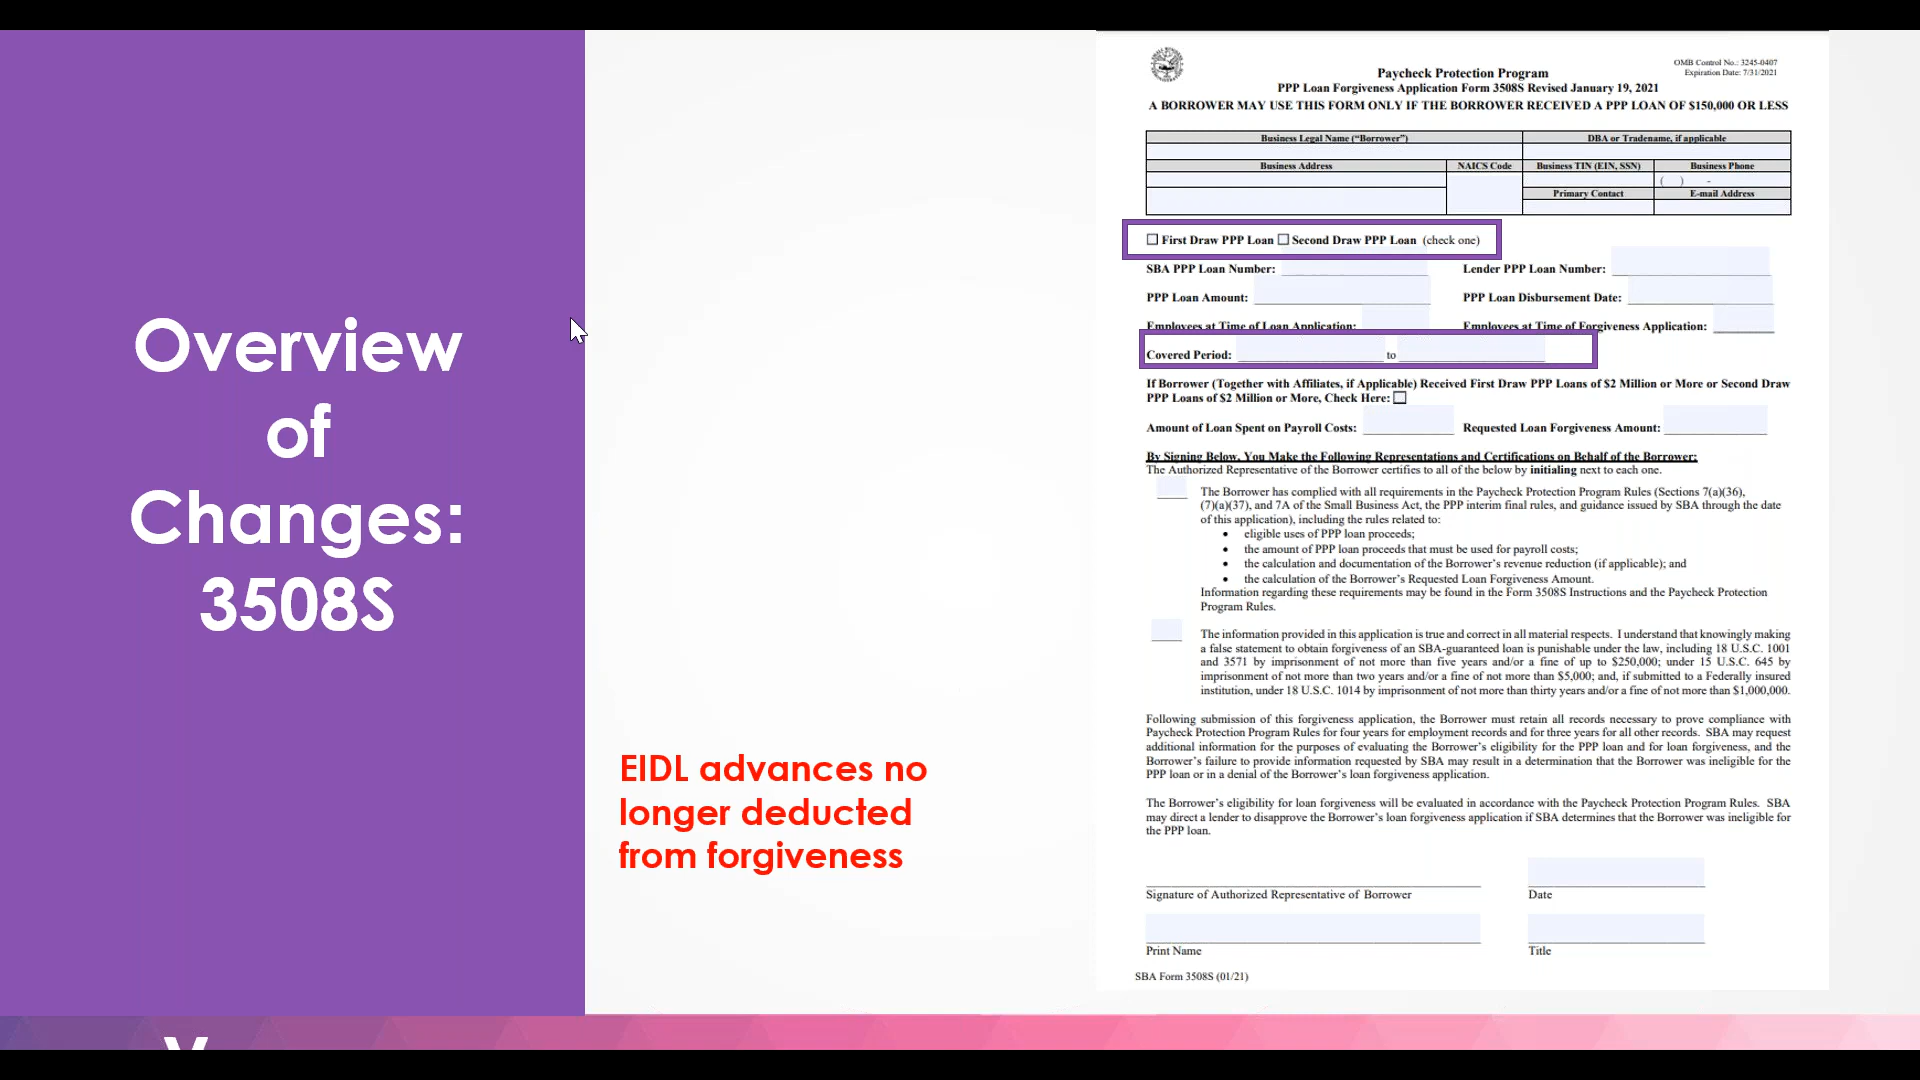 Overview
of
Changes:
3508S
EIDL advances no
longer deducted
from forgiveness
OMB Control No.: 3245-0407
Expiration Date: 7/31/2021
Paycheck Protection Program
PPP Loan Forgiveness Application Form 3508S Revised January 19, 2021
A BORROWER MAY USE THIS FORM ONLY IF THE BORROWER RECEIVED A PPP LOAN OF $150,000 OR LESS
Business Legal Name (“Borrower”) DBA or Tradename, if applicable
Business Address NAICS Code Business TIN (EIN, SSN) Business Phone
( ) -
Primary Contact E-mail Address
First Draw PPP Loan Second Draw PPP Loan (check one)
SBA PPP Loan Number: Lender PPP Loan Number:
PPP Loan Amount: PPP Loan Disbursement Date:
Employees at Time of Loan Application: Employees at Time of Forgiveness Application:
Covered Period: to
If Borrower (Together with Affiliates, if Applicable) Received First Draw PPP Loans of $2 Million or More or Second Draw
PPP Loans of $2 Million or More, Check Here:
Amount of Loan Spent on Payroll Costs: Requested Loan Forgiveness Amount:
By Signing Below, You Make the Following Representations and Certifications on Behalf of the Borrower:
The Authorized Representative of the Borrower certifies to all of the below by initialing next to each one.
The Borrower has complied with all requirements in the Paycheck Protection Program Rules (Sections 7(a)(36),
(7)(a)(37), and 7A of the Small Business Act, the PPP interim final rules, and guidance issued by SBA through the date
of this application), including the rules related to:
• eligible uses of PPP loan proceeds;
• the amount of PPP loan proceeds that must be used for payroll costs;
• the calculation and documentation of the Borrower’s revenue reduction (if applicable); and
• the calculation of the Borrower’s Requested Loan Forgiveness Amount.
Information regarding these requirements may be found in the Form 3508S Instructions and the Paycheck Protection
Program Rules.
The information provided in this application is true and correct in all material respects. I understand that knowingly making
a false statement to obtain forgiveness of an SBA-guaranteed loan is punishable under the law, including 18 U.S.C. 1001
and 3571 by imprisonment of not more than five years and/or a fine of up to $250,000; under 15 U.S.C. 645 by
imprisonment of not more than two years and/or a fine of not more than $5,000; and, if submitted to a Federally insured
institution, under 18 U.S.C. 1014 by imprisonment of not more than thirty years and/or a fine of not more than $1,000,000.
Following submission of this forgiveness application, the Borrower must retain all records necessary to prove compliance with
Paycheck Protection Program Rules for four years for employment records and for three years for all other records. SBA may request
additional information for the purposes of evaluating the Borrower’s eligibility for the PPP loan and for loan forgiveness, and the
Borrower’s failure to provide information requested by SBA may result in a determination that the Borrower was ineligible for the
PPP loan or in a denial of the Borrower’s loan forgiveness application.
The Borrower’s eligibility for loan forgiveness will be evaluated in accordance with the Paycheck Protection Program Rules. SBA
may direct a lender to disapprove the Borrower’s loan forgiveness application if SBA determines that the Borrower was ineligible for
the PPP loan.
Signature of Authorized Representative of Borrower Date
Print Name Title
SBA Form 3508S (01/21)